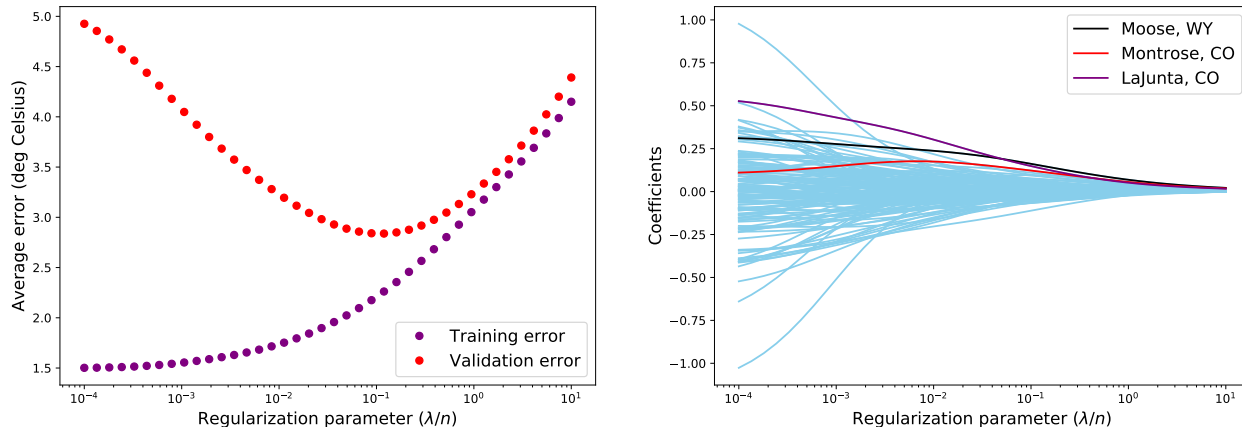 5.0
4.5
4.0
3.5
3.0
2.5
2.0
1.5
Average error (deg Celsius)
Training error
Validation error
10⁻⁴ 10⁻³ 10⁻² 10⁻¹ 10⁰ 10¹
Regularization parameter (λ/n)
1.00
0.75
0.50
0.25
0.00
−0.25
−0.50
−0.75
−1.00
Coefficients
Moose, WY
Montrose, CO
LaJunta, CO
10⁻⁴ 10⁻³ 10⁻² 10⁻¹ 10⁰ 10¹
Regularization parameter (λ/n)